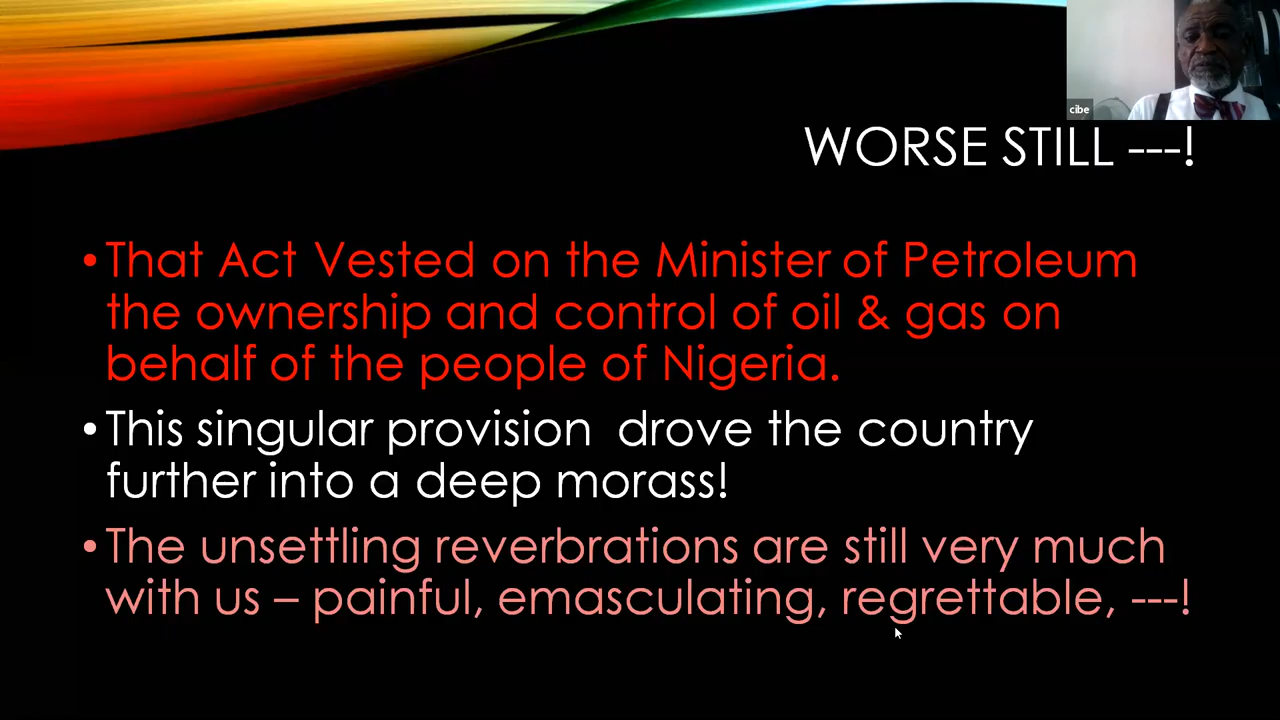 cibe
WORSE STILL ---!
•That Act Vested on the Minister of Petroleum
the ownership and control of oil & gas on
behalf of the people of Nigeria.
•This singular provision drove the country
further into a deep morass!
•The unsettling reverbrations are still very much
with us – painful, emasculating, regrettable, ---!